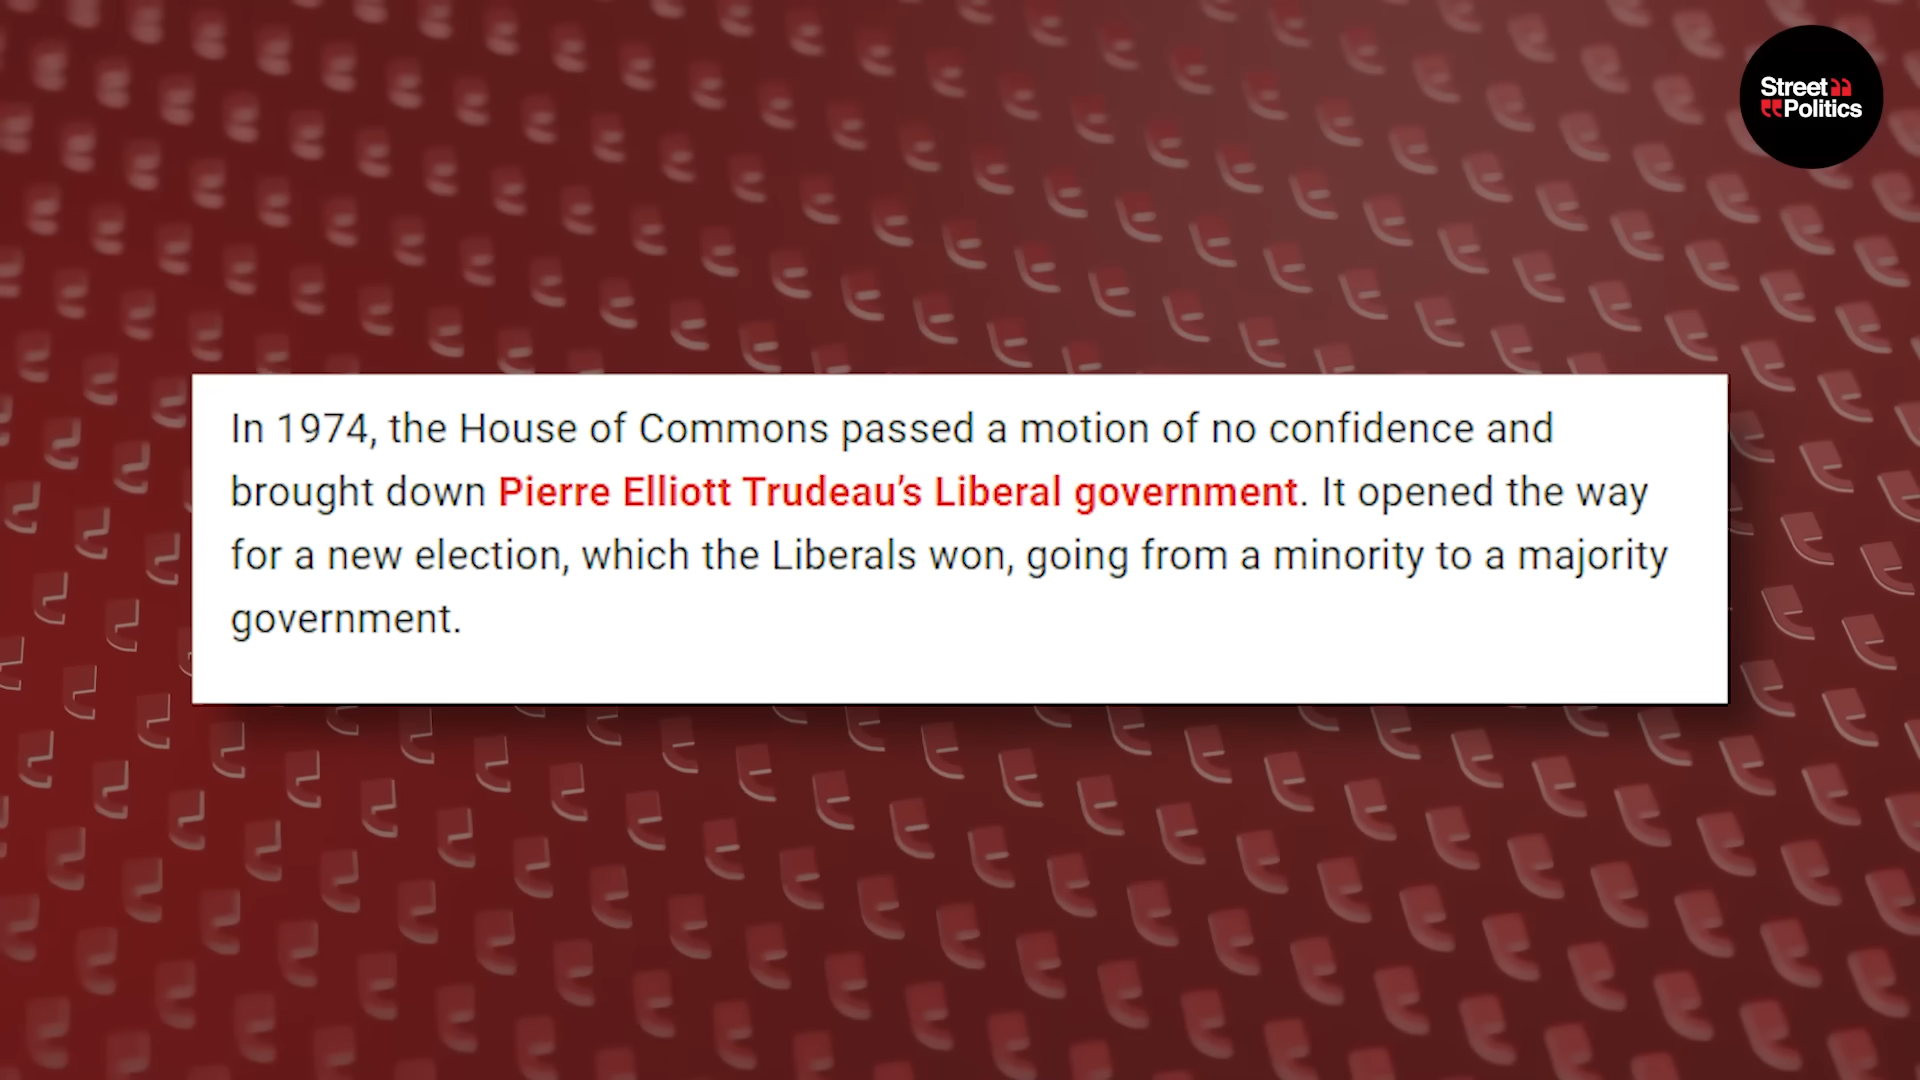 Street
Politics
In 1974, the House of Commons passed a motion of no confidence and
brought down Pierre Elliott Trudeau’s Liberal government. It opened the way
for a new election, which the Liberals won, going from a minority to a majority
government.